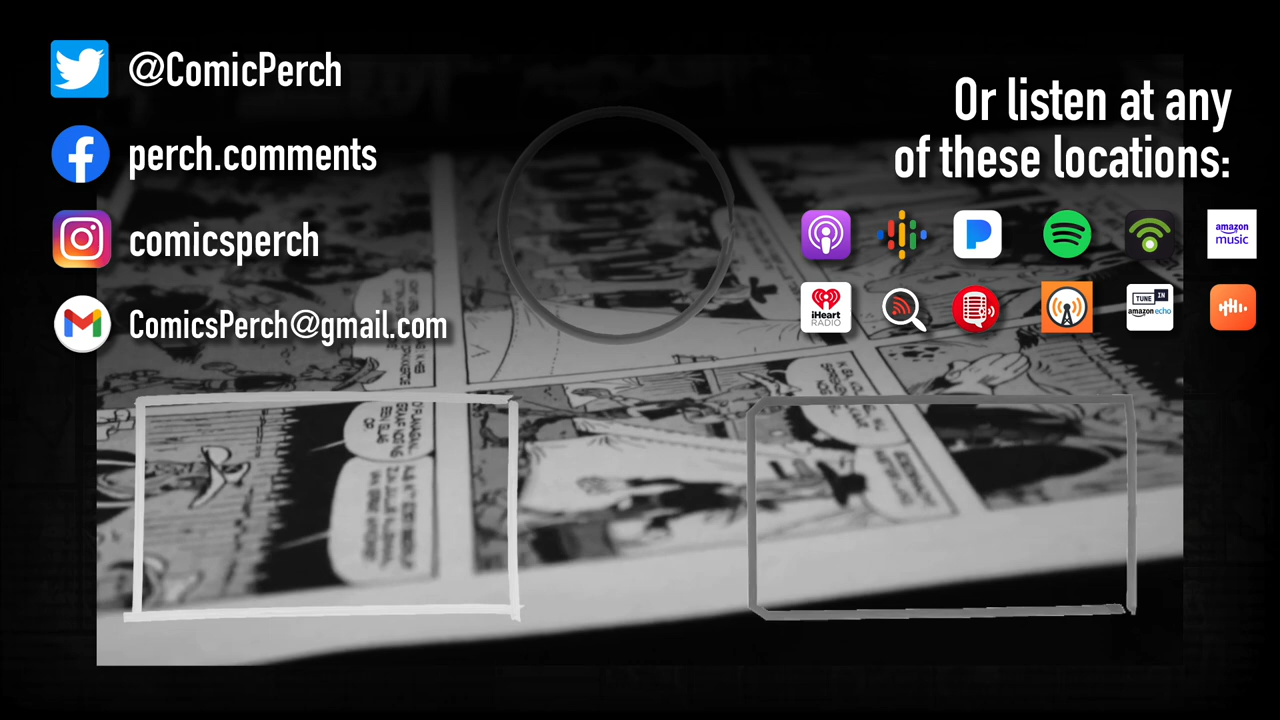 @ComicPerch
perch.comments
comicsperch
ComicsPerch@gmail.com
Or listen at any
of these locations:
amazon
music
iHeart
RADIO
TUNE IN
amazon echo